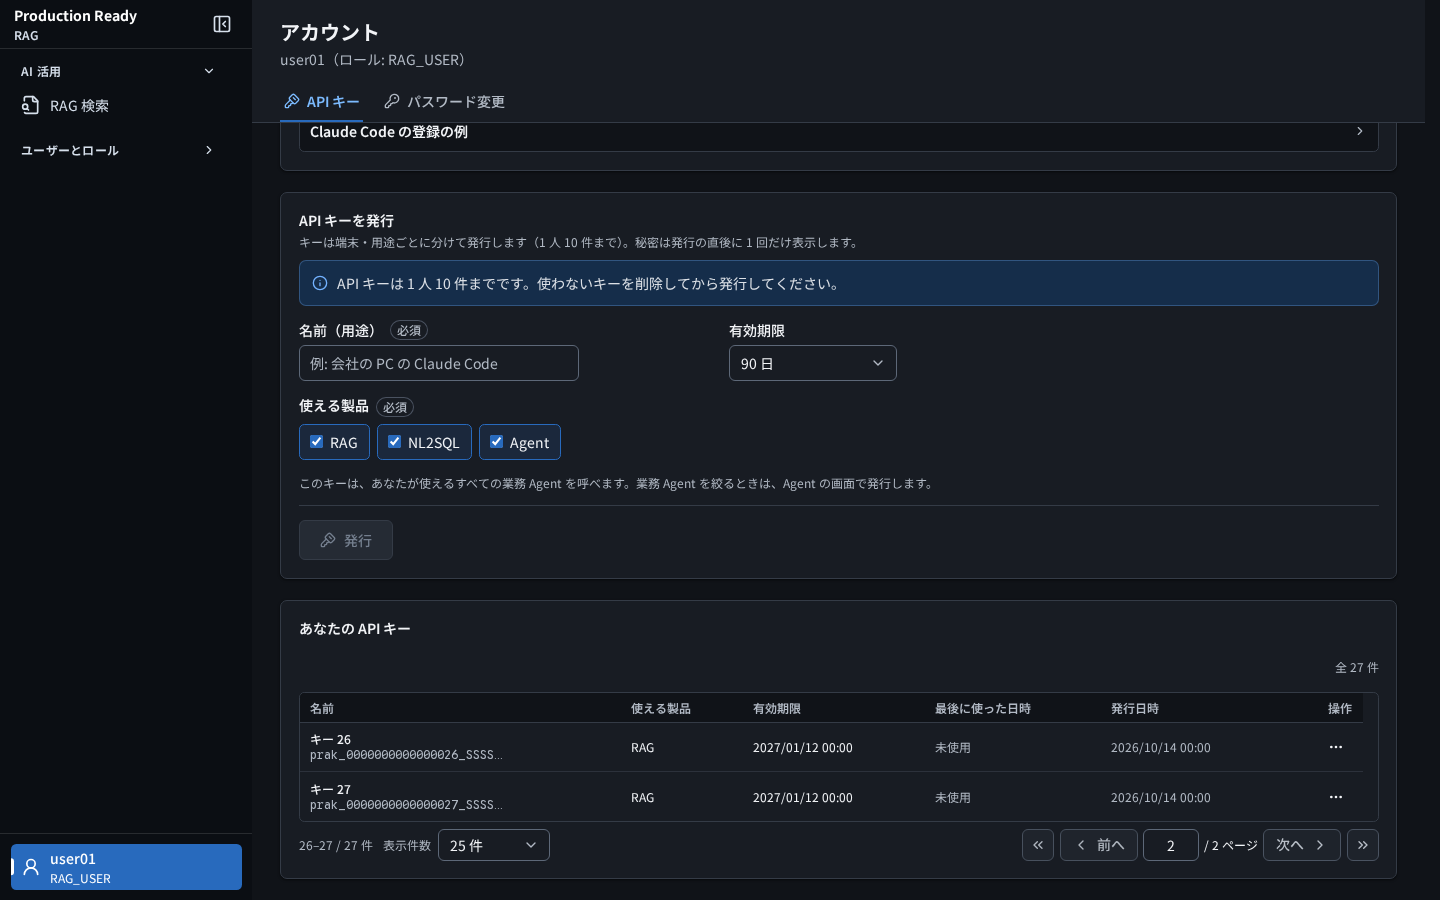 Production Ready
RAG
AI 活用
RAG 検索
ユーザーとロール
user01
RAG_USER
アカウント
user01（ロール: RAG_USER）
API キー
パスワード変更
Claude Code の登録の例
API キーを発行
キーは端末・用途ごとに分けて発行します（1 人 10 件まで）。秘密は発行の直後に 1 回だけ表示します。
API キーは 1 人 10 件までです。使わないキーを削除してから発行してください。
名前（用途） 必須
有効期限
例: 会社の PC の Claude Code
90 日
使える製品 必須
RAG
NL2SQL
Agent
このキーは、あなたが使えるすべての業務 Agent を呼べます。業務 Agent を絞るときは、Agent の画面で発行します。
発行
あなたの API キー
全 27 件
名前 使える製品 有効期限 最後に使った日時 発行日時 操作
キー 26
prak_0000000000000026_SSSS…
RAG 2027/01/12 00:00 未使用 2026/10/14 00:00
キー 27
prak_0000000000000027_SSSS…
RAG 2027/01/12 00:00 未使用 2026/10/14 00:00
26–27 / 27 件 表示件数 25 件
前へ 2 / 2 ページ 次へ